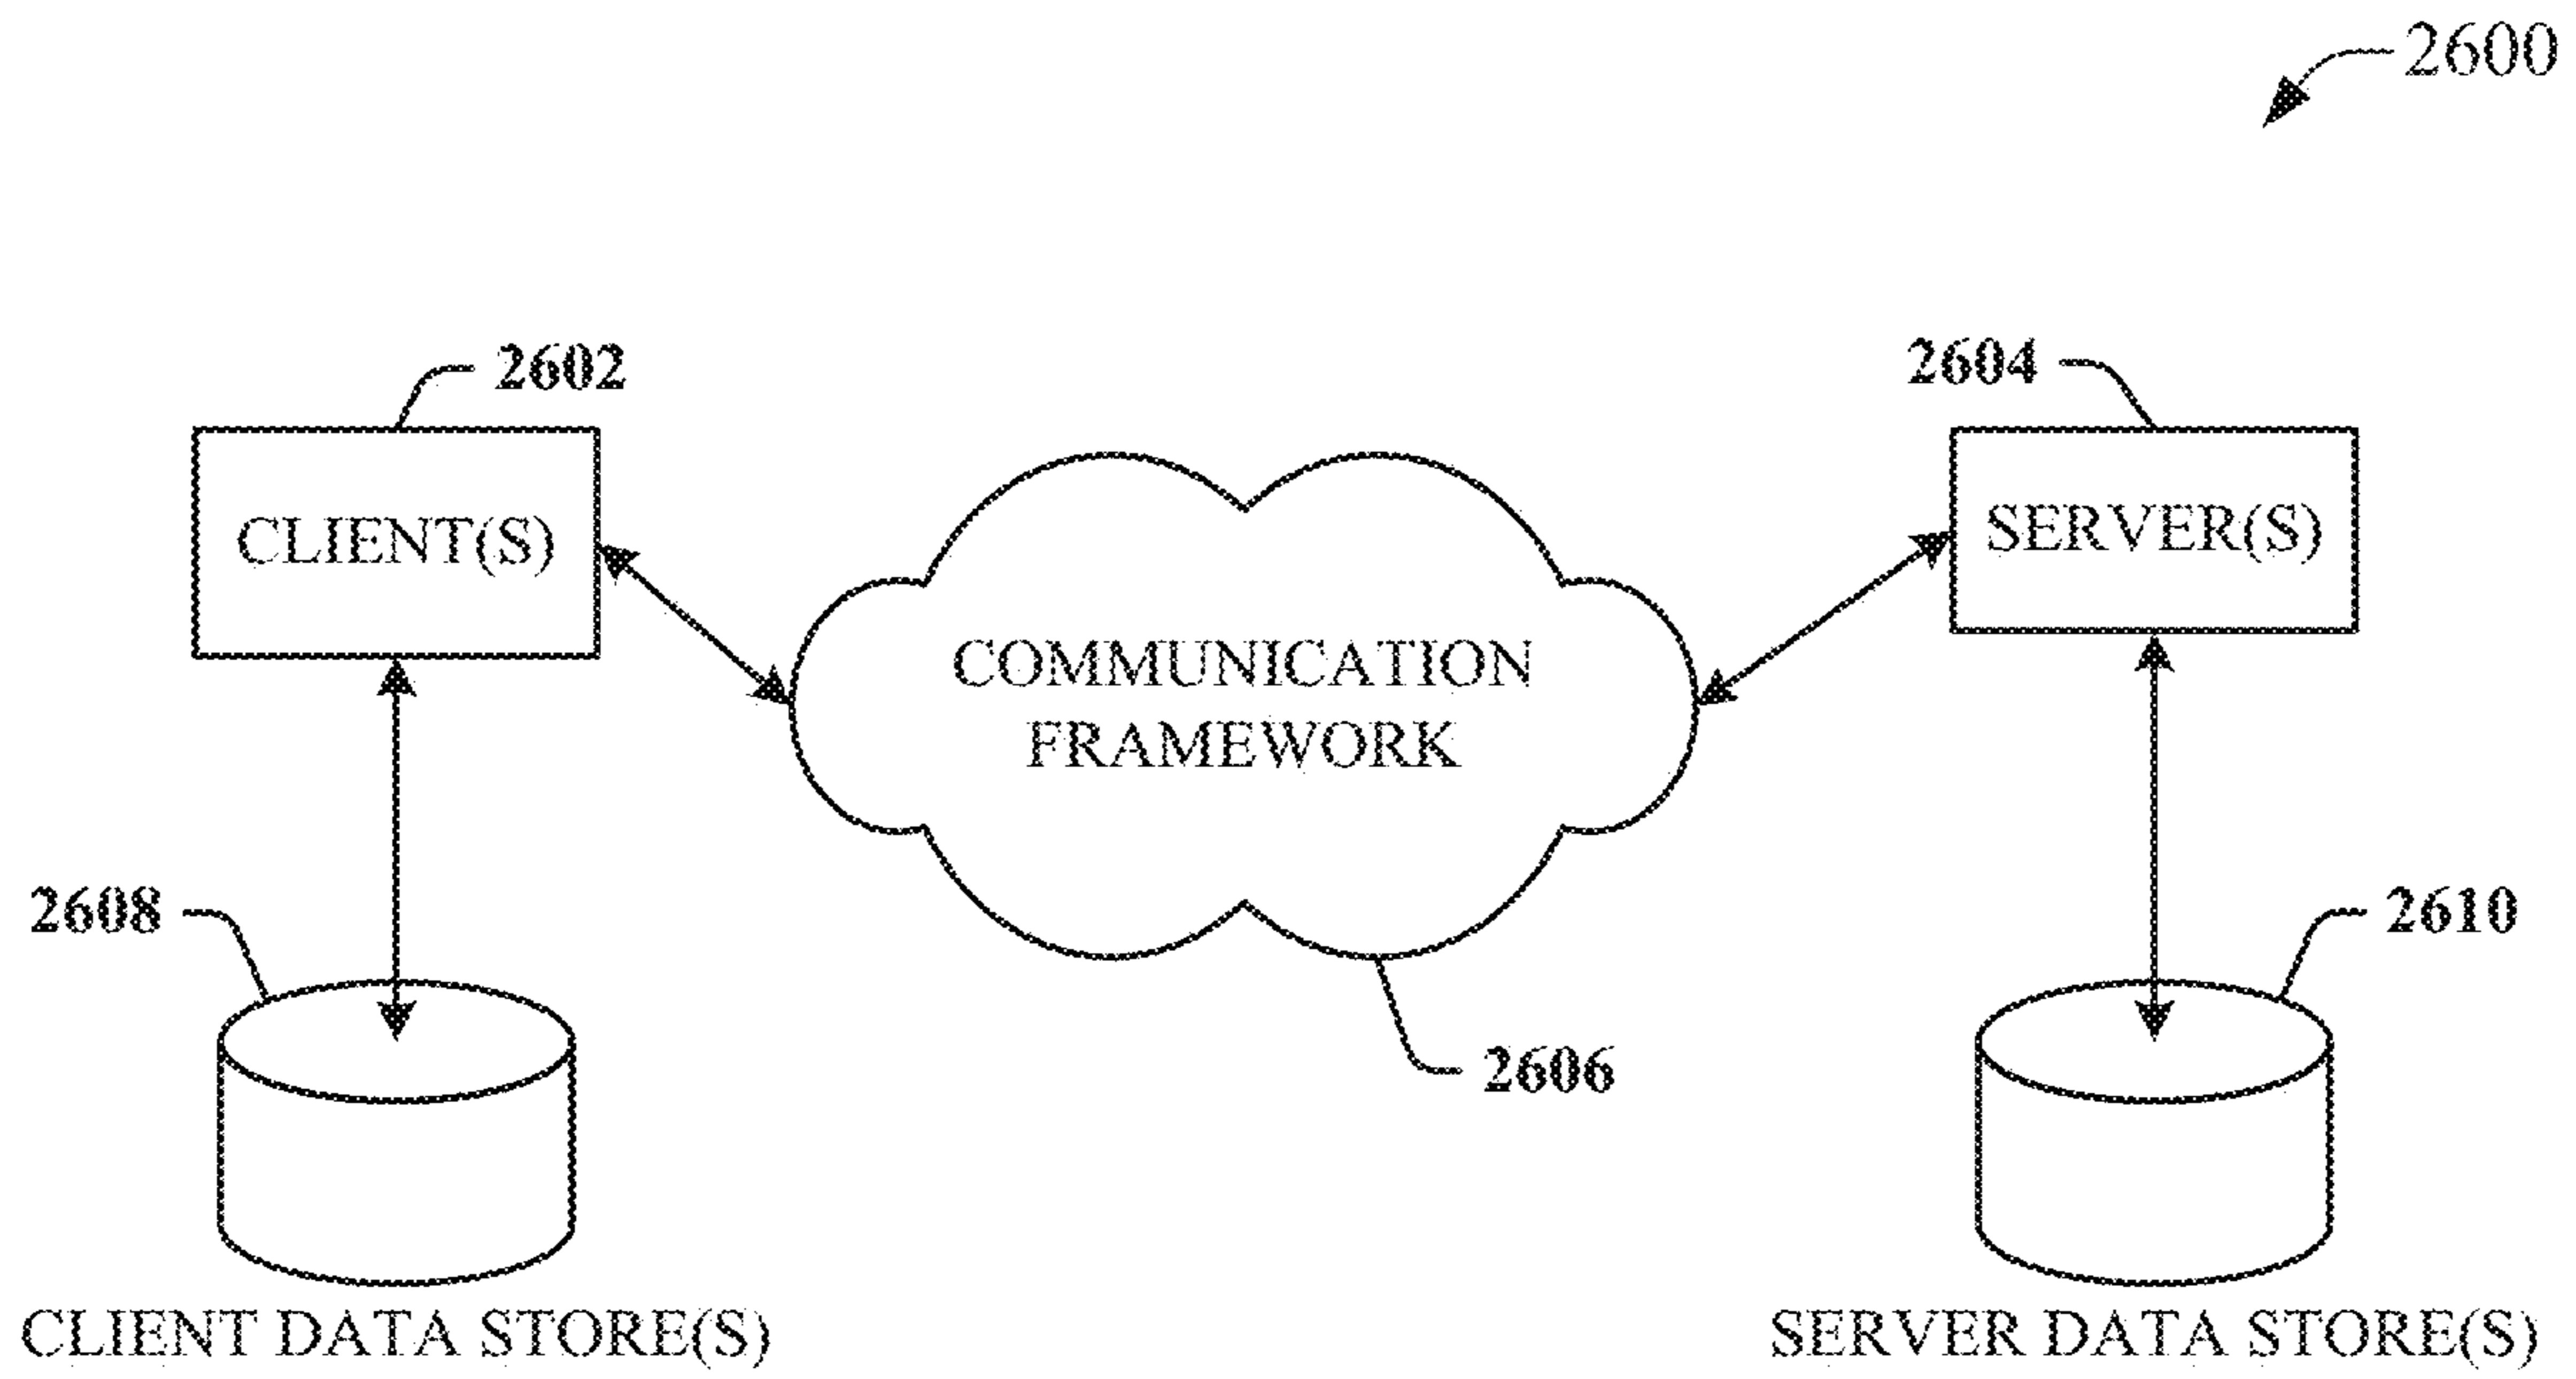 2600
2602
2604
CLIENT(S)
SERVER(S)
COMMUNICATION
FRAMEWORK
2608
2610
2606
CLIENT DATA STORE(S)
SERVER DATA STORE(S)